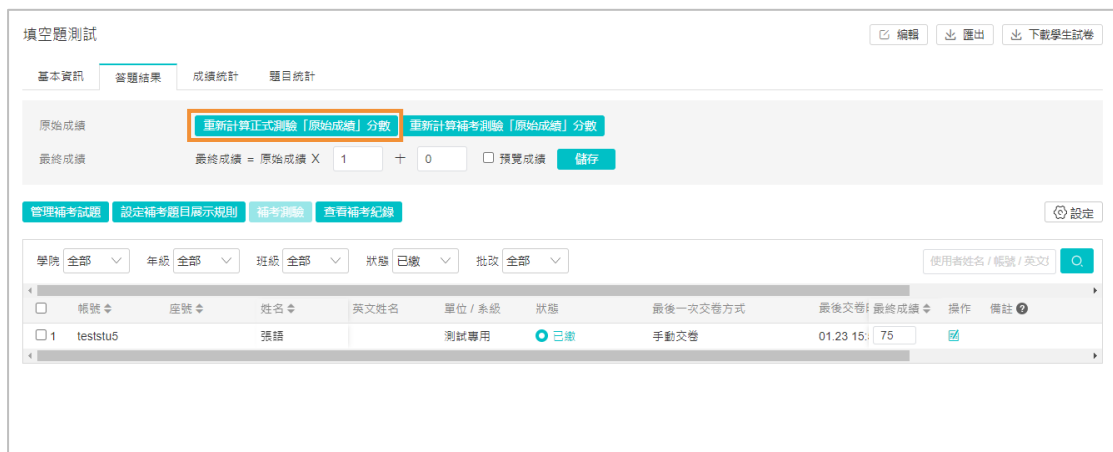 填空題測試 編輯 匯出 下載學生試卷
基本資訊 答題結果 成績統計 題目統計
原始成績 重新計算正式測驗「原始成績」分數 重新計算補考測驗「原始成績」分數
最終成績 最終成績 = 原始成績 X 1 + 0 預覽成績 儲存
管理補考試題 設定補考題目展示規則 補考測驗 查看補考紀錄 設定
學院 全部 年級 全部 班級 全部 狀態 已繳 批改 全部 使用者姓名 / 帳號 / 英文
帳號 座號 姓名 英文姓名 單位 / 系級 狀態 最後一次交卷方式 最後交卷 最終成績 操作 備註
1 teststu5 張語 測試專用 已繳 手動交卷 01.23 15: 75